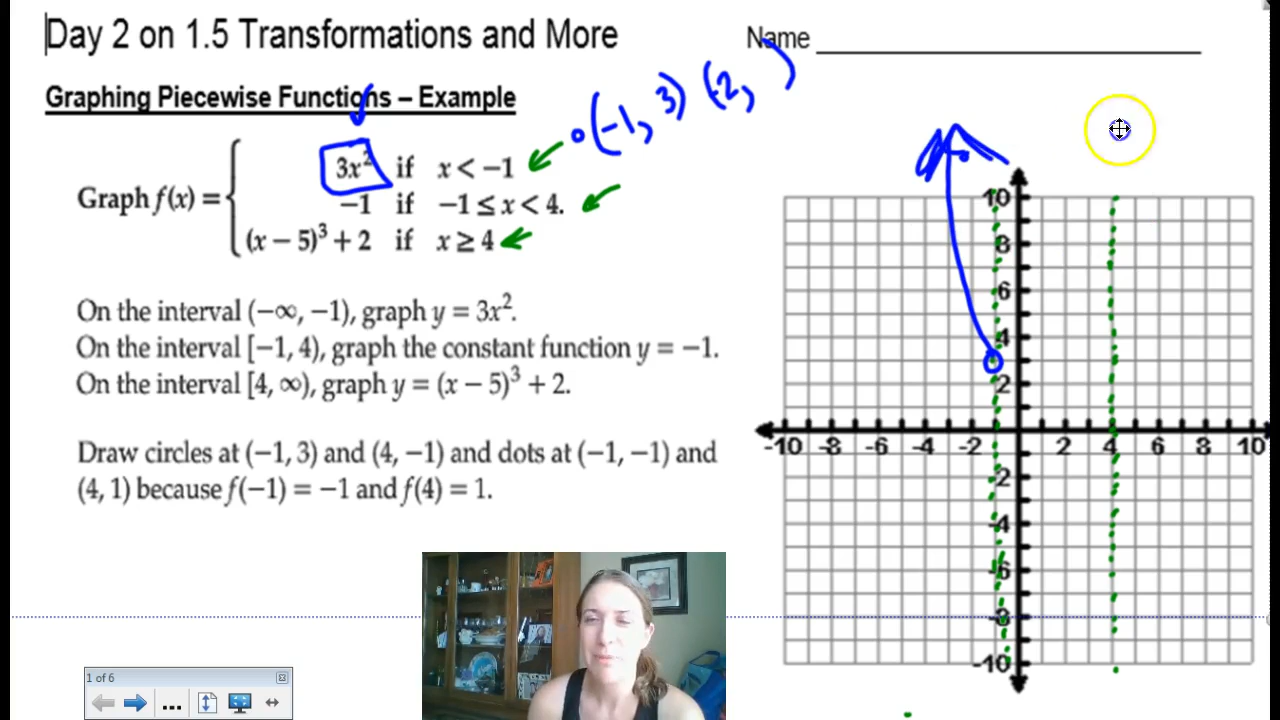 Day 2 on 1.5 Transformations and More
Name
Graphing Piecewise Functions – Example
(-1, 3) (2, )
Graph f(x) = { 3x² if x < −1
−1 if −1 ≤ x < 4.
(x − 5)³ + 2 if x ≥ 4
On the interval (−∞, −1), graph y = 3x².
On the interval [−1, 4), graph the constant function y = −1.
On the interval [4, ∞), graph y = (x − 5)³ + 2.
Draw circles at (−1, 3) and (4, −1) and dots at (−1, −1) and
(4, 1) because f(−1) = −1 and f(4) = 1.
10
8
6
4
2
-10 -8 -6 -4 -2 2 4 6 8 10
-2
-4
-6
-8
-10
1 of 6